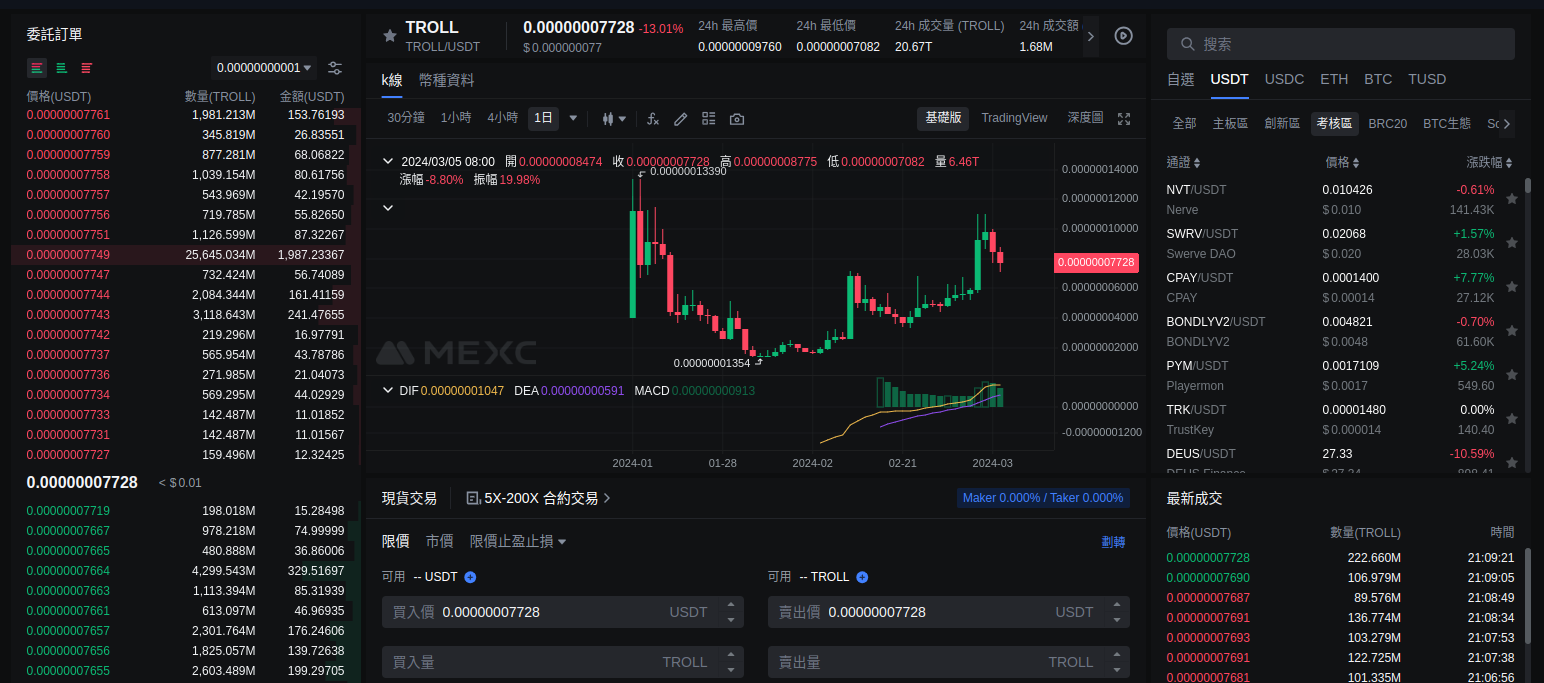 委託訂單
0.00000000001
價格(USDT) 數量(TROLL) 金額(USDT)
0.00000007761 1,981.213M 153.76193
0.00000007760 345.819M 26.83551
0.00000007759 877.281M 68.06822
0.00000007758 1,039.154M 80.61756
0.00000007757 543.969M 42.19570
0.00000007756 719.785M 55.82650
0.00000007751 1,126.599M 87.32267
0.00000007749 25,645.034M 1,987.23367
0.00000007747 732.424M 56.74089
0.00000007744 2,084.344M 161.41159
0.00000007743 3,118.643M 241.47655
0.00000007742 219.296M 16.97791
0.00000007737 565.954M 43.78786
0.00000007736 271.985M 21.04073
0.00000007734 569.295M 44.02929
0.00000007733 142.487M 11.01852
0.00000007731 142.487M 11.01567
0.00000007727 159.496M 12.32425
0.00000007728 < $0.01
0.00000007719 198.018M 15.28498
0.00000007667 978.218M 74.99999
0.00000007665 480.888M 36.86006
0.00000007664 4,299.543M 329.51697
0.00000007663 1,113.394M 85.31939
0.00000007661 613.097M 46.96935
0.00000007657 2,301.764M 176.24606
0.00000007656 1,825.057M 139.72638
0.00000007655 2,603.489M 199.29705
TROLL
TROLL/USDT
0.00000007728 -13.01%
$0.000000077
24h 最高價
0.00000009760
24h 最低價
0.00000007082
24h 成交量 (TROLL)
20.67T
24h 成交額
1.68M
k線 幣種資料
30分鐘 1小時 4小時 1日
基礎版 TradingView 深度圖
2024/03/05 08:00 開0.00000008474 收0.00000007728 高0.00000008775 低0.00000007082 量6.46T
漲幅-8.80% 振幅19.98%
0.00000013390
0.00000014000
0.00000012000
0.00000010000
0.00000007728
0.00000006000
0.00000004000
0.00000002000
MEXC
0.00000001354
DIF0.00000001047 DEA0.00000000591 MACD0.00000000913
0.00000000000
-0.00000001200
2024-01 01-28 2024-02 02-21 2024-03
現貨交易 5X-200X 合約交易
Maker 0.000% / Taker 0.000%
限價 市價 限價止盈止損
劃轉
可用 -- USDT
買入價 0.00000007728 USDT
買入量 TROLL
可用 -- TROLL
賣出價 0.00000007728 USDT
賣出量 TROLL
搜索
自選 USDT USDC ETH BTC TUSD
全部 主板區 創新區 考核區 BRC20 BTC生態
通證 價格 漲跌幅
NVT/USDT 0.010426 -0.61%
Nerve $0.010 141.43K
SWRV/USDT 0.02068 +1.57%
Swerve DAO $0.020 28.03K
CPAY/USDT 0.0001400 +7.77%
CPAY $0.00014 27.12K
BONDLYV2/USDT 0.004821 -0.70%
BONDLYV2 $0.0048 61.60K
PYM/USDT 0.0017109 +5.24%
Playermon $0.0017 549.60
TRK/USDT 0.00001480 0.00%
TrustKey $0.000014 140.40
DEUS/USDT 27.33 -10.59%
DEUS Finance $27.34 898.41
最新成交
價格(USDT) 數量(TROLL) 時間
0.00000007728 222.660M 21:09:21
0.00000007690 106.979M 21:09:05
0.00000007687 89.576M 21:08:49
0.00000007691 136.774M 21:08:34
0.00000007693 103.279M 21:07:53
0.00000007691 122.725M 21:07:38
0.00000007681 101.335M 21:06:56